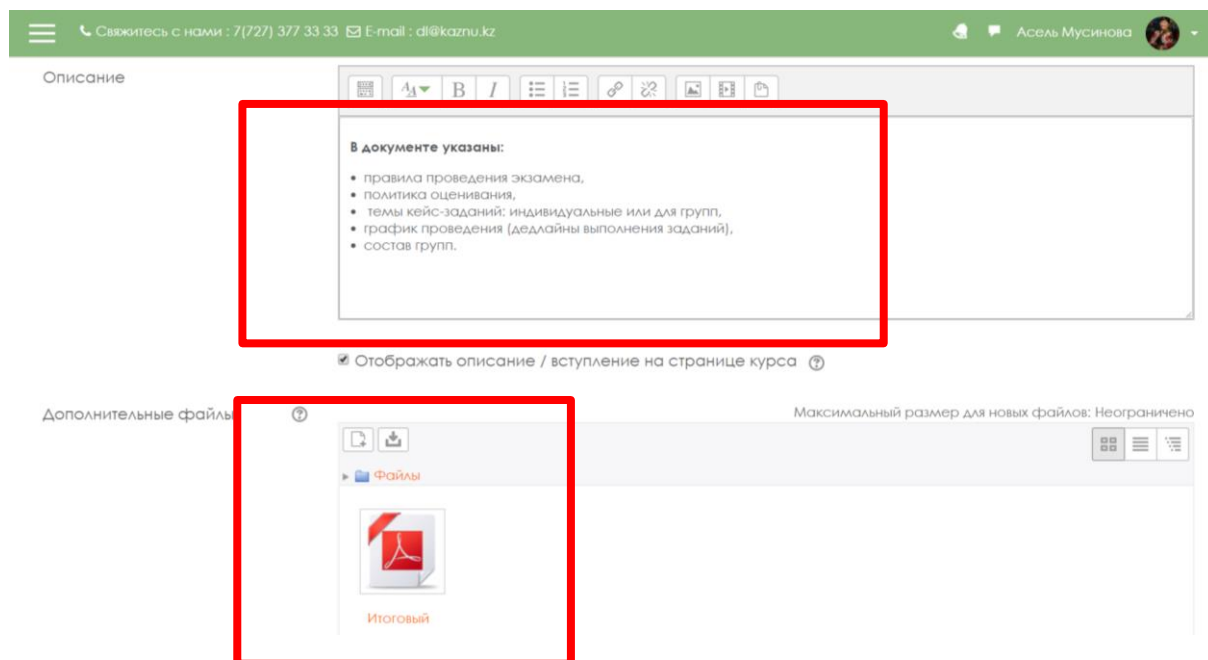 Свяжитесь с нами : 7(727) 377 33 33 E-mail : dl@kaznu.kz Асель Мусинова
Описание
В документе указаны:
• правила проведения экзамена,
• политика оценивания,
• темы кейс-заданий: индивидуальные или для групп,
• график проведения (дедлайны выполнения заданий),
• состав групп.
Отображать описание / вступление на странице курса
Дополнительные файлы
Максимальный размер для новых файлов: Неограничено
Файлы
Итоговый